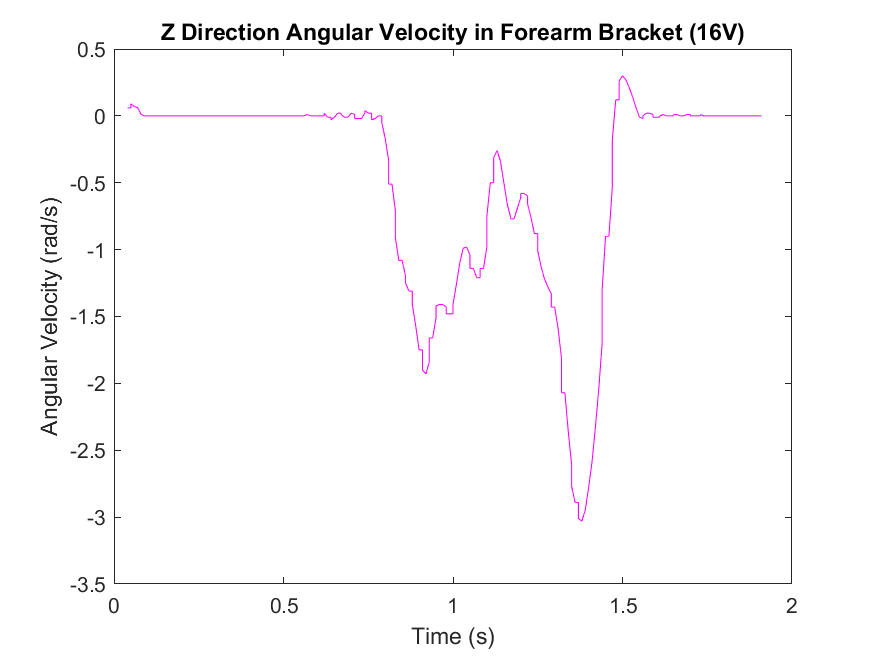 Z Direction Angular Velocity in Forearm Bracket (16V)
0.5
0
-0.5
-1
-1.5
-2
-2.5
-3
-3.5
Angular Velocity (rad/s)
0 0.5 1 1.5 2
Time (s)